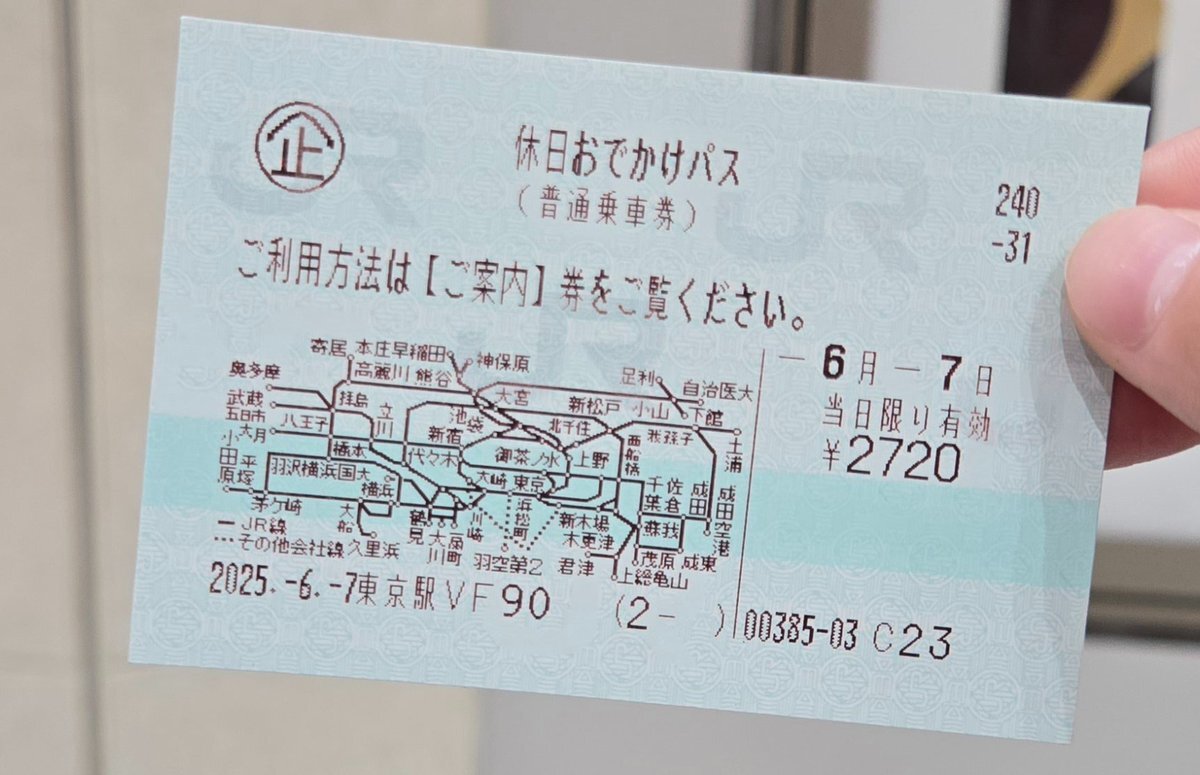 企
休日おでかけパス
(普通乗車券)
240
-31
ご利用方法は【ご案内】券をご覧ください。
- 6月 - 7日
当日限り有効
¥2720
寄居 本庄早稲田 神保原
奥多摩 高麗川 熊谷 足利 自治医大
武蔵五日市 拝島 立川 大宮 新松戸 小山 下館
大月 八王子 池袋 北千住 我孫子 土浦
小田原 平塚 橋本 新宿 代々木 御茶ノ水 上野 西船橋
羽沢横浜国大 横浜 大崎 東京 千葉 佐倉 成田 成田空港
茅ケ崎 大船 鶴見 大川 扇町 川崎 浜松町 新木場 蘇我
JR線 木更津
その他会社線 久里浜 羽空第2 君津 茂原 成東
上総亀山
2025.-6.-7東京駅VF90 (2- ) 00385-03 C23